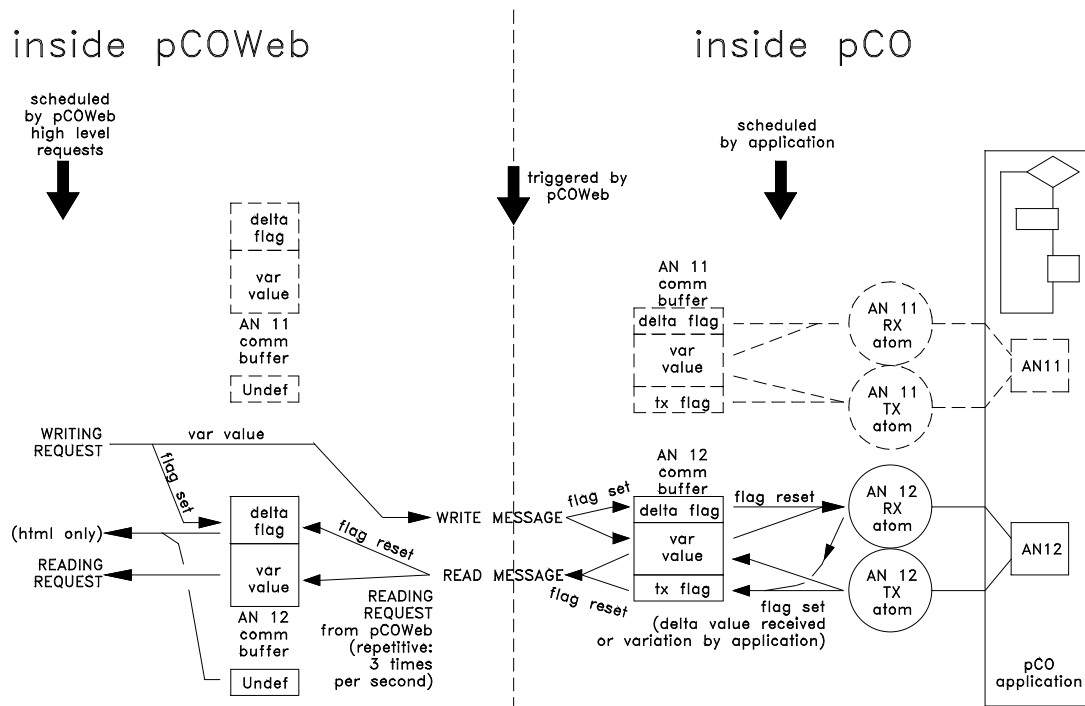 inside pCOWeb
inside pCO
scheduled
by pCOWeb
high level
requests
triggered by
pCOWeb
scheduled
by application
delta
flag
var
value
AN 11
comm
buffer
Undef
AN 11
comm
buffer
delta flag
var
value
tx flag
AN 11
RX
atom
AN 11
TX
atom
AN11
WRITING
REQUEST
var value
flag set
(html only)
READING
REQUEST
delta
flag
var
value
AN 12
comm
buffer
Undef
flag reset
READING
REQUEST
from pCOWeb
(repetitive:
3 times
per second)
WRITE MESSAGE
READ MESSAGE
flag set
flag reset
AN 12
comm
buffer
delta flag
var
value
tx flag
flag reset
flag set
(delta value received
or variation by application)
AN 12
RX
atom
AN 12
TX
atom
AN12
pCO
application